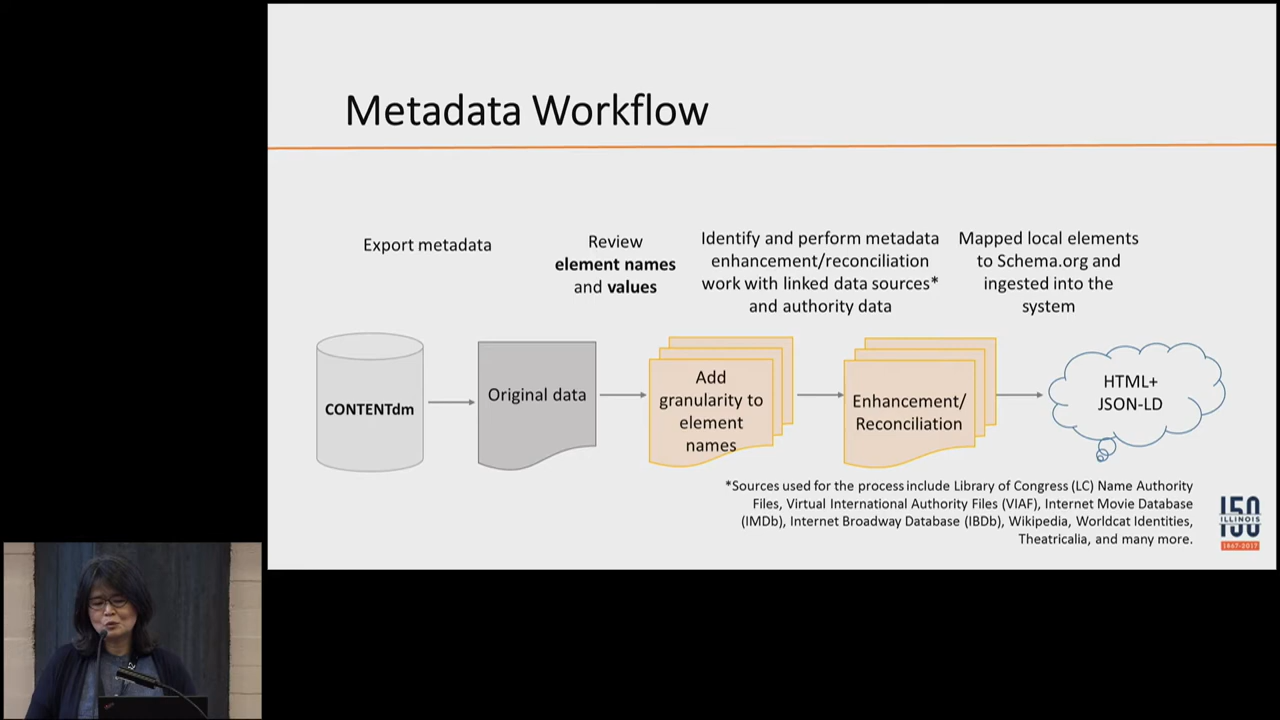 Metadata Workflow
Export metadata
Review
element names
and values
Identify and perform metadata
enhancement/reconciliation
work with linked data sources*
and authority data
Mapped local elements
to Schema.org and
ingested into the
system
CONTENTdm
Original data
Add
granularity to
element
names
Enhancement/
Reconciliation
HTML+
JSON-LD
*Sources used for the process include Library of Congress (LC) Name Authority
Files, Virtual International Authority Files (VIAF), Internet Movie Database
(IMDb), Internet Broadway Database (IBDb), Wikipedia, Worldcat Identities,
Theatricalia, and many more.
150
ILLINOIS
1867-2017